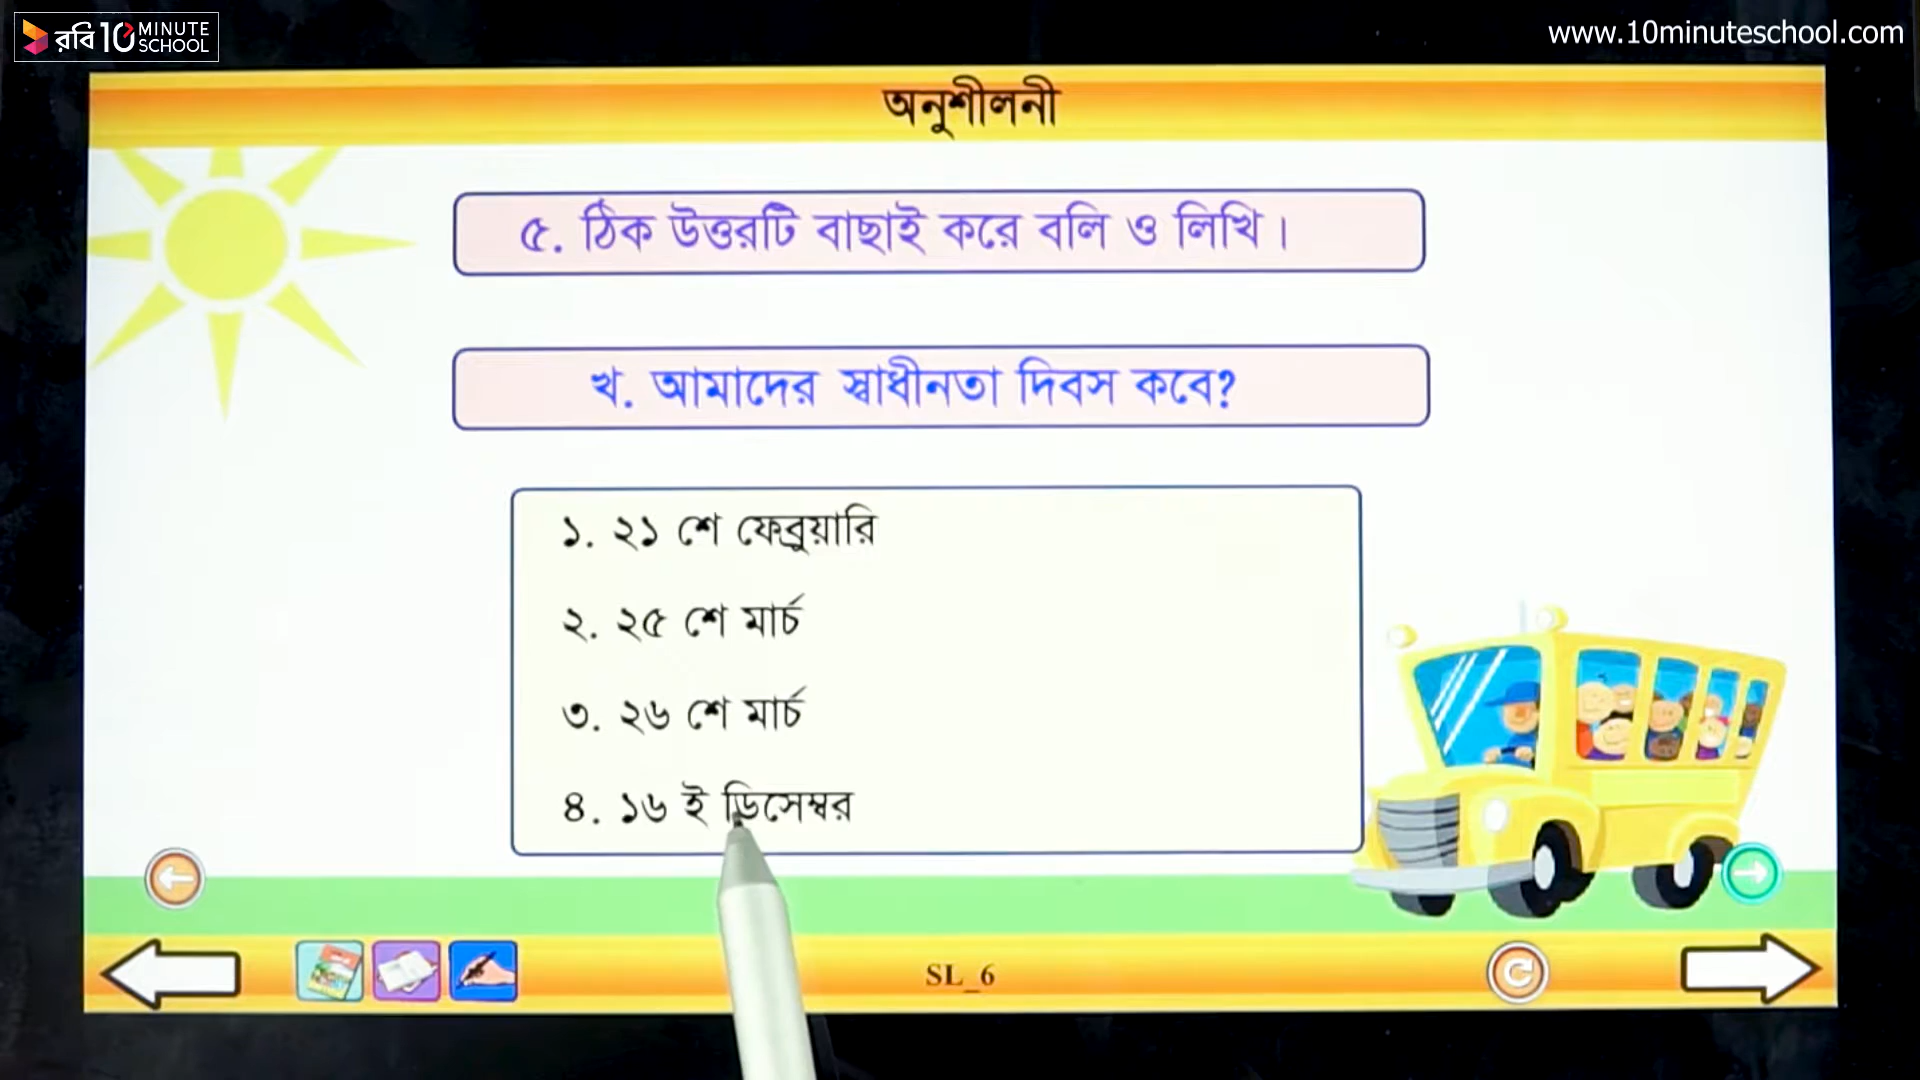 রবি 10 MINUTE SCHOOL
www.10minuteschool.com
অনুশীলনী
৫. ঠিক উত্তরটি বাছাই করে বলি ও লিখি।
খ. আমাদের স্বাধীনতা দিবস কবে?
১. ২১ শে ফেব্রুয়ারি
২. ২৫ শে মার্চ
৩. ২৬ শে মার্চ
৪. ১৬ ই ডিসেম্বর
SL_6